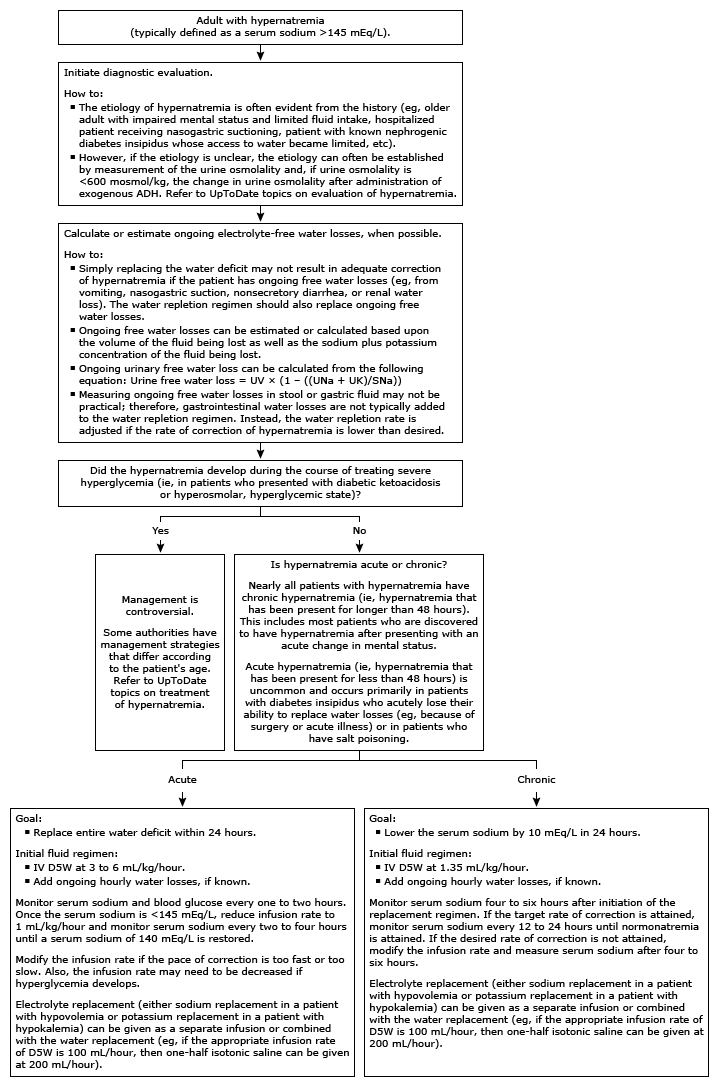 Adult with hypernatremia
(typically defined as a serum sodium >145 mEq/L).
Initiate diagnostic evaluation.
How to:
▪ The etiology of hypernatremia is often evident from the history (eg, older
adult with impaired mental status and limited fluid intake, hospitalized
patient receiving nasogastric suctioning, patient with known nephrogenic
diabetes insipidus whose access to water became limited, etc).
▪ However, if the etiology is unclear, the etiology can often be established
by measurement of the urine osmolality and, if urine osmolality is
<600 mosmol/kg, the change in urine osmolality after administration of
exogenous ADH. Refer to UpToDate topics on evaluation of hypernatremia.
Calculate or estimate ongoing electrolyte-free water losses, when possible.
How to:
▪ Simply replacing the water deficit may not result in adequate correction
of hypernatremia if the patient has ongoing free water losses (eg, from
vomiting, nasogastric suction, nonsecretory diarrhea, or renal water
loss). The water repletion regimen should also replace ongoing free
water losses.
▪ Ongoing free water losses can be estimated or calculated based upon
the volume of the fluid being lost as well as the sodium plus potassium
concentration of the fluid being lost.
▪ Ongoing urinary free water loss can be calculated from the following
equation: Urine free water loss = UV × (1 – ((UNa + UK)/SNa))
▪ Measuring ongoing free water losses in stool or gastric fluid may not be
practical; therefore, gastrointestinal water losses are not typically added
to the water repletion regimen. Instead, the water repletion rate is
adjusted if the rate of correction of hypernatremia is lower than desired.
Did the hypernatremia develop during the course of treating severe
hyperglycemia (ie, in patients who presented with diabetic ketoacidosis
or hyperosmolar, hyperglycemic state)?
Yes
No
Management is
controversial.
Some authorities have
management strategies
that differ according
to the patient's age.
Refer to UpToDate
topics on treatment
of hypernatremia.
Is hypernatremia acute or chronic?
Nearly all patients with hypernatremia have
chronic hypernatremia (ie, hypernatremia that
has been present for longer than 48 hours).
This includes most patients who are discovered
to have hypernatremia after presenting with an
acute change in mental status.
Acute hypernatremia (ie, hypernatremia that
has been present for less than 48 hours) is
uncommon and occurs primarily in patients
with diabetes insipidus who acutely lose their
ability to replace water losses (eg, because of
surgery or acute illness) or in patients who
have salt poisoning.
Acute
Chronic
Goal:
▪ Replace entire water deficit within 24 hours.
Initial fluid regimen:
▪ IV D5W at 3 to 6 mL/kg/hour.
▪ Add ongoing hourly water losses, if known.
Monitor serum sodium and blood glucose every one to two hours.
Once the serum sodium is <145 mEq/L, reduce infusion rate to
1 mL/kg/hour and monitor serum sodium every two to four hours
until a serum sodium of 140 mEq/L is restored.
Modify the infusion rate if the pace of correction is too fast or too
slow. Also, the infusion rate may need to be decreased if
hyperglycemia develops.
Electrolyte replacement (either sodium replacement in a patient
with hypovolemia or potassium replacement in a patient with
hypokalemia) can be given as a separate infusion or combined
with the water replacement (eg, if the appropriate infusion rate
of D5W is 100 mL/hour, then one-half isotonic saline can be given
at 200 mL/hour).
Goal:
▪ Lower the serum sodium by 10 mEq/L in 24 hours.
Initial fluid regimen:
▪ IV D5W at 1.35 mL/kg/hour.
▪ Add ongoing hourly water losses, if known.
Monitor serum sodium four to six hours after initiation of the
replacement regimen. If the target rate of correction is attained,
monitor serum sodium every 12 to 24 hours until normonatremia
is attained. If the desired rate of correction is not attained,
modify the infusion rate and measure serum sodium after four to
six hours.
Electrolyte replacement (either sodium replacement in a patient
with hypovolemia or potassium replacement in a patient with
hypokalemia) can be given as a separate infusion or combined
with the water replacement (eg, if the appropriate infusion rate of
D5W is 100 mL/hour, then one-half isotonic saline can be given at
200 mL/hour).